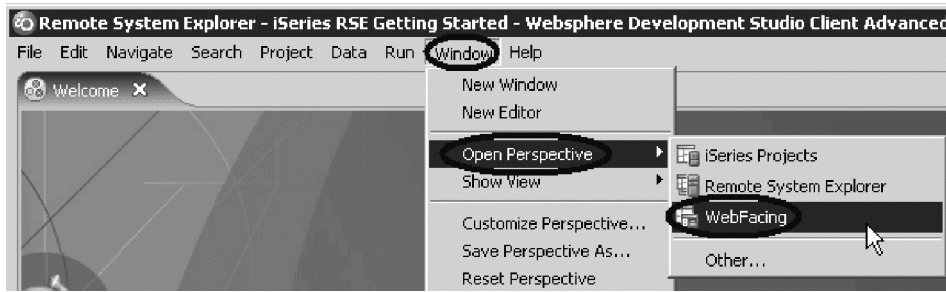 Remote System Explorer - iSeries RSE Getting Started - Websphere Development Studio Client Advanced
File Edit Navigate Search Project Data Run Window Help
Welcome
New Window
New Editor
Open Perspective
Show View
Customize Perspective...
Save Perspective As...
Reset Perspective
iSeries Projects
Remote System Explorer
WebFacing
Other...